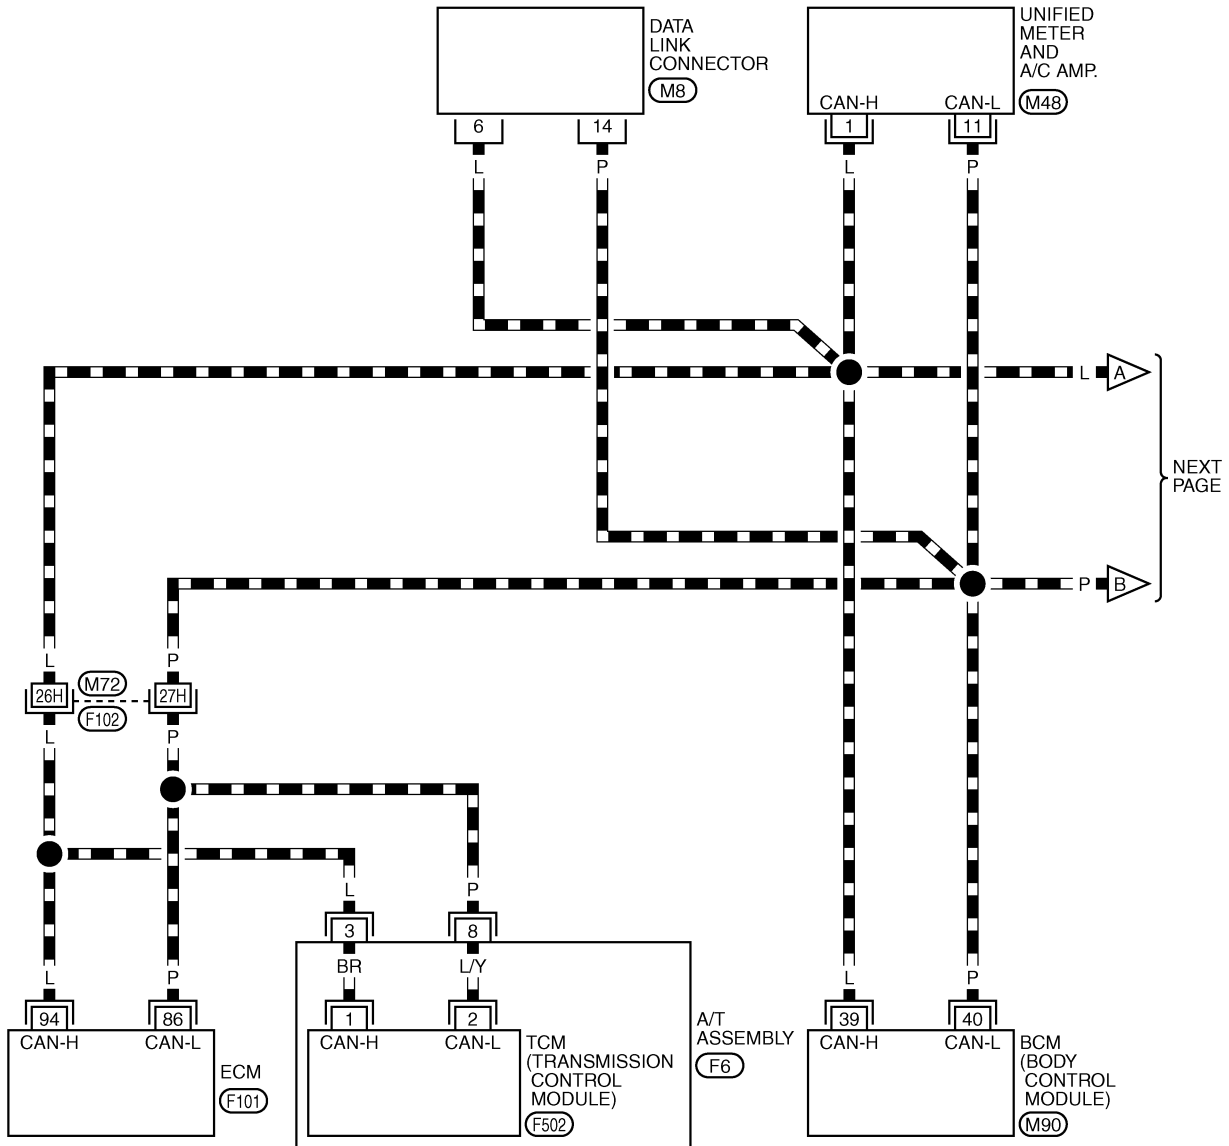 DATA
LINK
CONNECTOR
M8
UNIFIED
METER
AND
A/C AMP.
M48
CAN-H
CAN-L
6
14
1
11
L
P
L
P
L
A
NEXT
PAGE
P
B
L
P
26H
M72
27H
F102
L
P
L
P
3
8
BR
L/Y
L
P
L
P
94
86
1
2
39
40
CAN-H
CAN-L
CAN-H
CAN-L
CAN-H
CAN-L
ECM
F101
TCM
(TRANSMISSION
CONTROL
MODULE)
F502
A/T
ASSEMBLY
F6
BCM
(BODY
CONTROL
MODULE)
M90